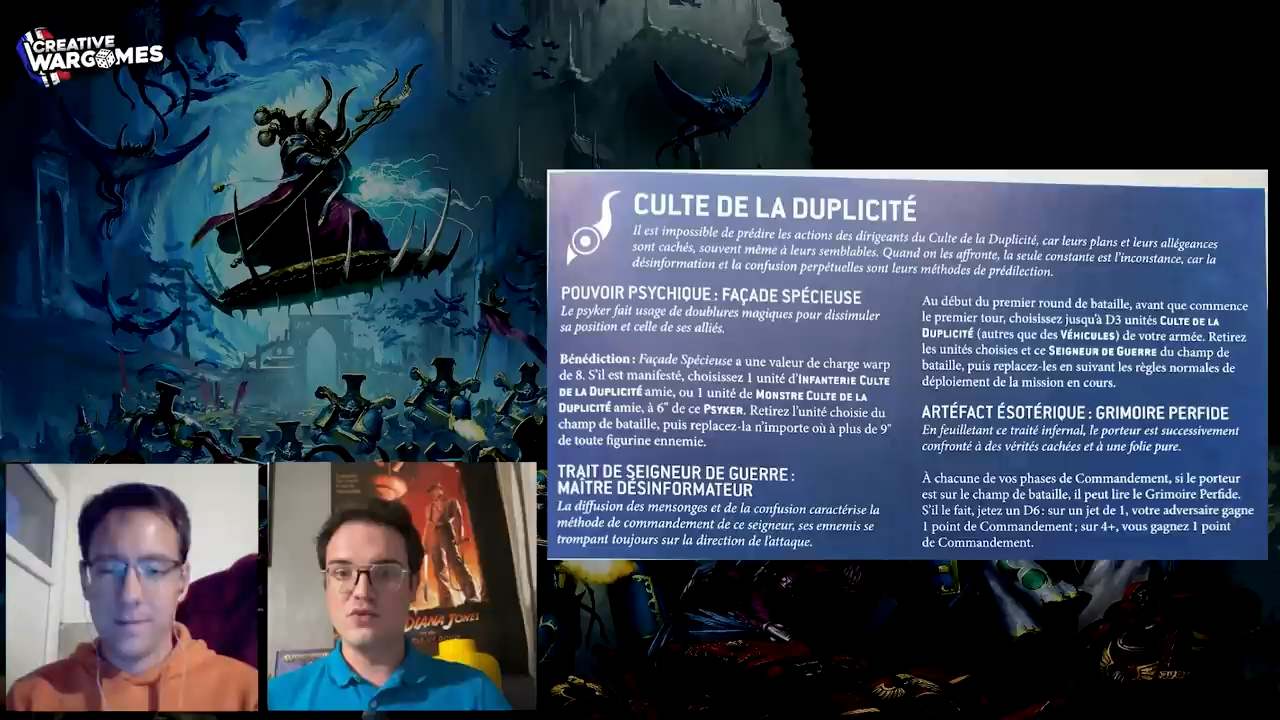 CREATIVE
WARGAMES
CULTE DE LA DUPLICITÉ
Il est impossible de prédire les actions des dirigeants du Culte de la Duplicité, car leurs plans et leurs allégeances
sont cachés, souvent même à leurs semblables. Quand on les affronte, la seule constante est l'inconstance, car la
désinformation et la confusion perpétuelles sont leurs méthodes de prédilection.
POUVOIR PSYCHIQUE : FAÇADE SPÉCIEUSE
Le psyker fait usage de doublures magiques pour dissimuler
sa position et celle de ses alliés.
Bénédiction : Façade Spécieuse a une valeur de charge warp
de 8. S'il est manifesté, choisissez 1 unité d'INFANTERIE CULTE
DE LA DUPLICITÉ amie, ou 1 unité de MONSTRE CULTE DE LA
DUPLICITÉ amie, à 6" de ce PSYKER. Retirez l'unité choisie du
champ de bataille, puis replacez-la n'importe où à plus de 9"
de toute figurine ennemie.
TRAIT DE SEIGNEUR DE GUERRE :
MAÎTRE DÉSINFORMATEUR
La diffusion des mensonges et de la confusion caractérise la
méthode de commandement de ce seigneur, ses ennemis se
trompant toujours sur la direction de l'attaque.
Au début du premier round de bataille, avant que commence
le premier tour, choisissez jusqu'à D3 unités CULTE DE LA
DUPLICITÉ (autres que des VÉHICULES) de votre armée. Retirez
les unités choisies et ce SEIGNEUR DE GUERRE du champ de
bataille, puis replacez-les en suivant les règles normales de
déploiement de la mission en cours.
ARTÉFACT ÉSOTÉRIQUE : GRIMOIRE PERFIDE
En feuilletant ce traité infernal, le porteur est successivement
confronté à des vérités cachées et à une folie pure.
À chacune de vos phases de Commandement, si le porteur
est sur le champ de bataille, il peut lire le Grimoire Perfide.
S'il le fait, jetez un D6 : sur un jet de 1, votre adversaire gagne
1 point de Commandement ; sur 4+, vous gagnez 1 point
de Commandement.
DIANA JONES